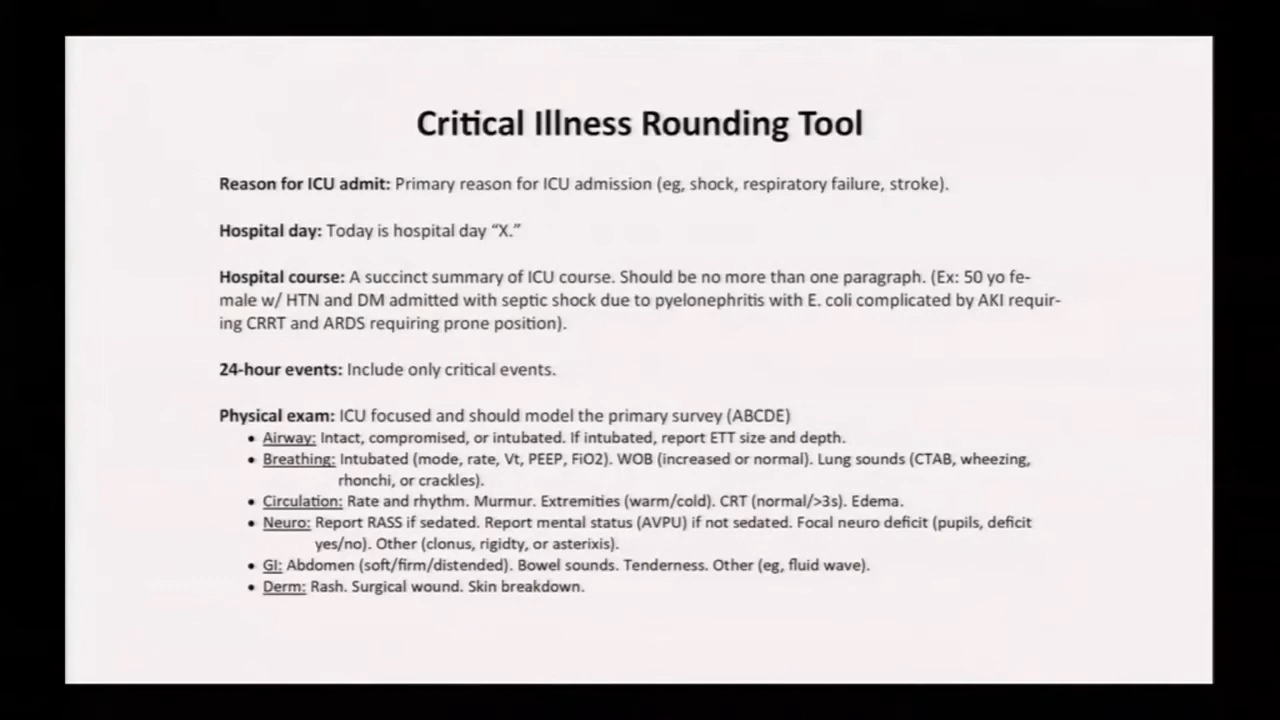 Critical Illness Rounding Tool
Reason for ICU admit: Primary reason for ICU admission (eg, shock, respiratory failure, stroke).
Hospital day: Today is hospital day “X.”
Hospital course: A succinct summary of ICU course. Should be no more than one paragraph. (Ex: 50 yo fe-
male w/ HTN and DM admitted with septic shock due to pyelonephritis with E. coli complicated by AKI requir-
ing CRRT and ARDS requiring prone position).
24-hour events: Include only critical events.
Physical exam: ICU focused and should model the primary survey (ABCDE)
• Airway: Intact, compromised, or intubated. If intubated, report ETT size and depth.
• Breathing: Intubated (mode, rate, Vt, PEEP, FiO2). WOB (increased or normal). Lung sounds (CTAB, wheezing,
rhonchi, or crackles).
• Circulation: Rate and rhythm. Murmur. Extremities (warm/cold). CRT (normal/>3s). Edema.
• Neuro: Report RASS if sedated. Report mental status (AVPU) if not sedated. Focal neuro deficit (pupils, deficit
yes/no). Other (clonus, rigidty, or asterixis).
• GI: Abdomen (soft/firm/distended). Bowel sounds. Tenderness. Other (eg, fluid wave).
• Derm: Rash. Surgical wound. Skin breakdown.